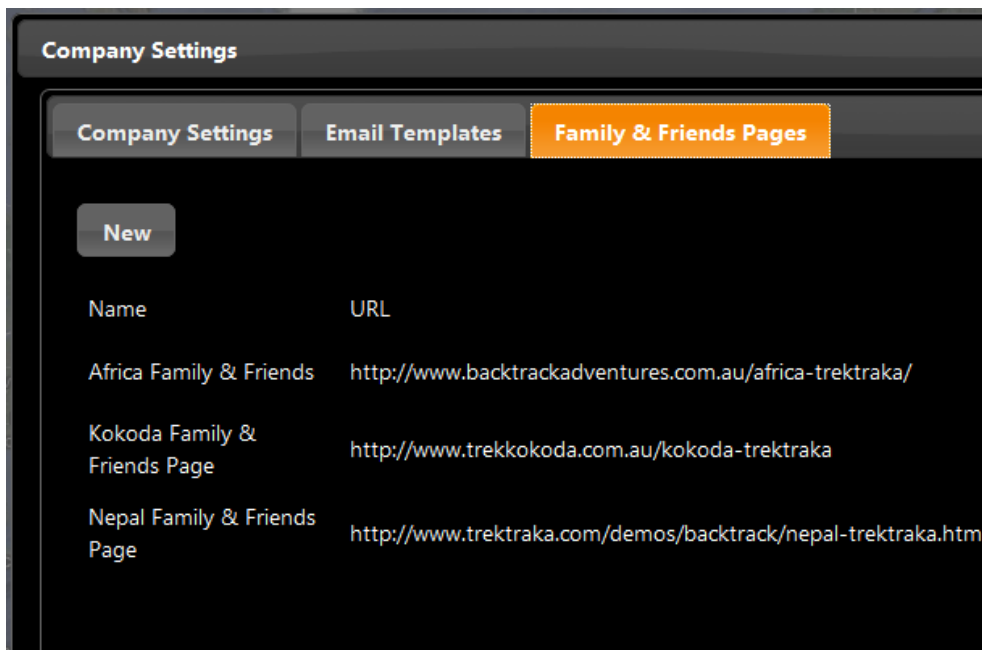 Company Settings
Company Settings Email Templates Family & Friends Pages
New
Name URL
Africa Family & Friends http://www.backtrackadventures.com.au/africa-trektraka/
Kokoda Family &
Friends Page http://www.trekkokoda.com.au/kokoda-trektraka
Nepal Family & Friends
Page http://www.trektraka.com/demos/backtrack/nepal-trektraka.htm